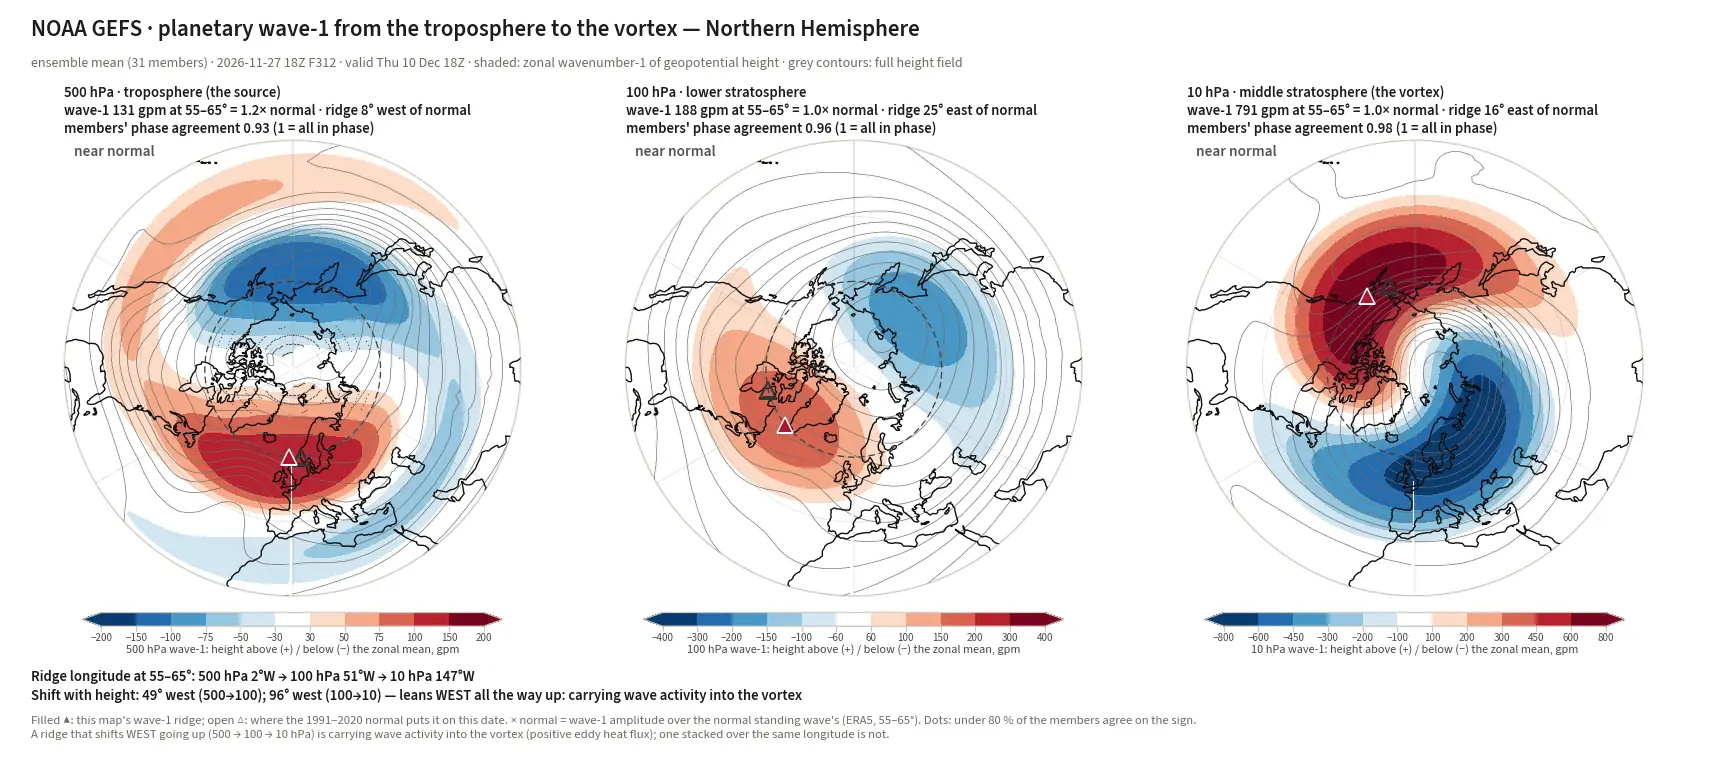 NOAA GEFS · planetary wave-1 from the troposphere to the vortex — Northern Hemisphere
ensemble mean (31 members) · 2026-11-27 18Z F312 · valid Thu 10 Dec 18Z · shaded: zonal wavenumber-1 of geopotential height · grey contours: full height field
500 hPa · troposphere (the source)
wave-1 131 gpm at 55–65° = 1.2× normal · ridge 8° west of normal
members' phase agreement 0.93 (1 = all in phase)
near normal
100 hPa · lower stratosphere
wave-1 188 gpm at 55–65° = 1.0× normal · ridge 25° east of normal
members' phase agreement 0.96 (1 = all in phase)
near normal
10 hPa · middle stratosphere (the vortex)
wave-1 791 gpm at 55–65° = 1.0× normal · ridge 16° east of normal
members' phase agreement 0.98 (1 = all in phase)
near normal
−200 −150 −100 −75 −50 −30 30 50 75 100 150 200
500 hPa wave-1: height above (+) / below (−) the zonal mean, gpm
−400 −300 −200 −150 −100 −60 60 100 150 200 300 400
100 hPa wave-1: height above (+) / below (−) the zonal mean, gpm
−800 −600 −450 −300 −200 −100 100 200 300 450 600 800
10 hPa wave-1: height above (+) / below (−) the zonal mean, gpm
Ridge longitude at 55–65°: 500 hPa 2°W → 100 hPa 51°W → 10 hPa 147°W
Shift with height: 49° west (500→100); 96° west (100→10) — leans WEST all the way up: carrying wave activity into the vortex
Filled ▲: this map's wave-1 ridge; open △: where the 1991–2020 normal puts it on this date. × normal = wave-1 amplitude over the normal standing wave's (ERA5, 55–65°). Dots: under 80 % of the members agree on the sign.
A ridge that shifts WEST going up (500 → 100 → 10 hPa) is carrying wave activity into the vortex (positive eddy heat flux); one stacked over the same longitude is not.